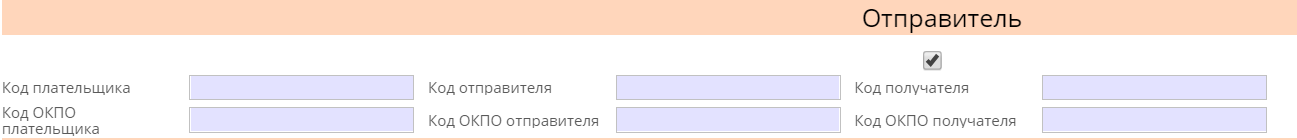 Отправитель
Код плательщика Код отправителя Код получателя
Код ОКПО
плательщика Код ОКПО отправителя Код ОКПО получателя